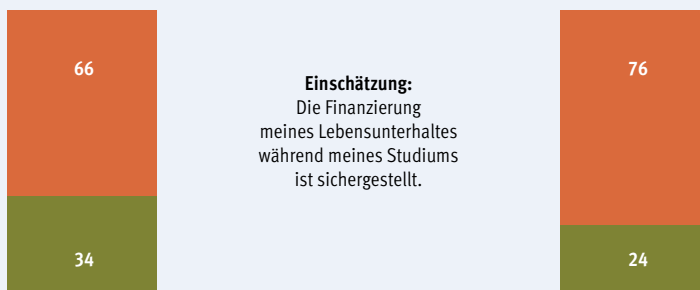 66
76
Einschätzung:
Die Finanzierung
meines Lebensunterhaltes
während meines Studiums
ist sichergestellt.
34
24